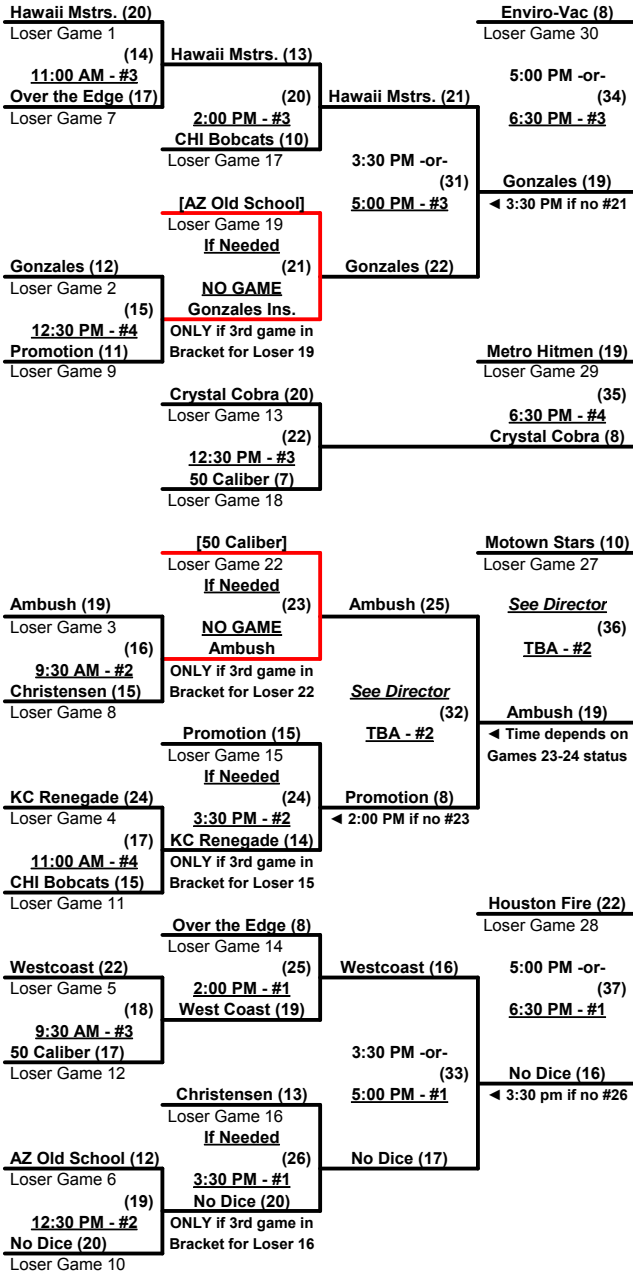 Hawaii Mstrs. (20)
Loser Game 1
(14)
11:00 AM - #3
Over the Edge (17)
Loser Game 7
Hawaii Mstrs. (13)
(20)
2:00 PM - #3
CHI Bobcats (10)
Loser Game 17
Hawaii Mstrs. (21)
3:30 PM -or-
(31)
5:00 PM - #3
Enviro-Vac (8)
Loser Game 30
5:00 PM -or-
(34)
6:30 PM - #3
Gonzales (19)
◄ 3:30 PM if no #21
[AZ Old School]
Loser Game 19
If Needed
(21)
NO GAME
Gonzales Ins.
ONLY if 3rd game in
Bracket for Loser 19
Gonzales (22)
Gonzales (12)
Loser Game 2
(15)
12:30 PM - #4
Promotion (11)
Loser Game 9
Metro Hitmen (19)
Loser Game 29
(35)
6:30 PM - #4
Crystal Cobra (8)
Crystal Cobra (20)
Loser Game 13
(22)
12:30 PM - #3
50 Caliber (7)
Loser Game 18
[50 Caliber]
Loser Game 22
If Needed
(23)
NO GAME
Ambush
ONLY if 3rd game in
Bracket for Loser 22
Motown Stars (10)
Loser Game 27
See Director
(36)
TBA - #2
Ambush (19)
◄ Time depends on
Games 23-24 status
Ambush (19)
Loser Game 3
(16)
9:30 AM - #2
Christensen (15)
Loser Game 8
Ambush (25)
See Director
(32)
TBA - #2
Promotion (8)
◄ 2:00 PM if no #23
Promotion (15)
Loser Game 15
If Needed
(24)
3:30 PM - #2
KC Renegade (14)
ONLY if 3rd game in
Bracket for Loser 15
KC Renegade (24)
Loser Game 4
(17)
11:00 AM - #4
CHI Bobcats (15)
Loser Game 11
Houston Fire (22)
Loser Game 28
5:00 PM -or-
(37)
6:30 PM - #1
No Dice (16)
◄ 3:30 pm if no #26
Over the Edge (8)
Loser Game 14
(25)
2:00 PM - #1
West Coast (19)
Westcoast (22)
Loser Game 5
(18)
9:30 AM - #3
50 Caliber (17)
Loser Game 12
Westcoast (16)
3:30 PM -or-
(33)
5:00 PM - #1
No Dice (17)
Christensen (13)
Loser Game 16
If Needed
(26)
3:30 PM - #1
No Dice (20)
ONLY if 3rd game in
Bracket for Loser 16
AZ Old School (12)
Loser Game 6
(19)
12:30 PM - #2
No Dice (20)
Loser Game 10